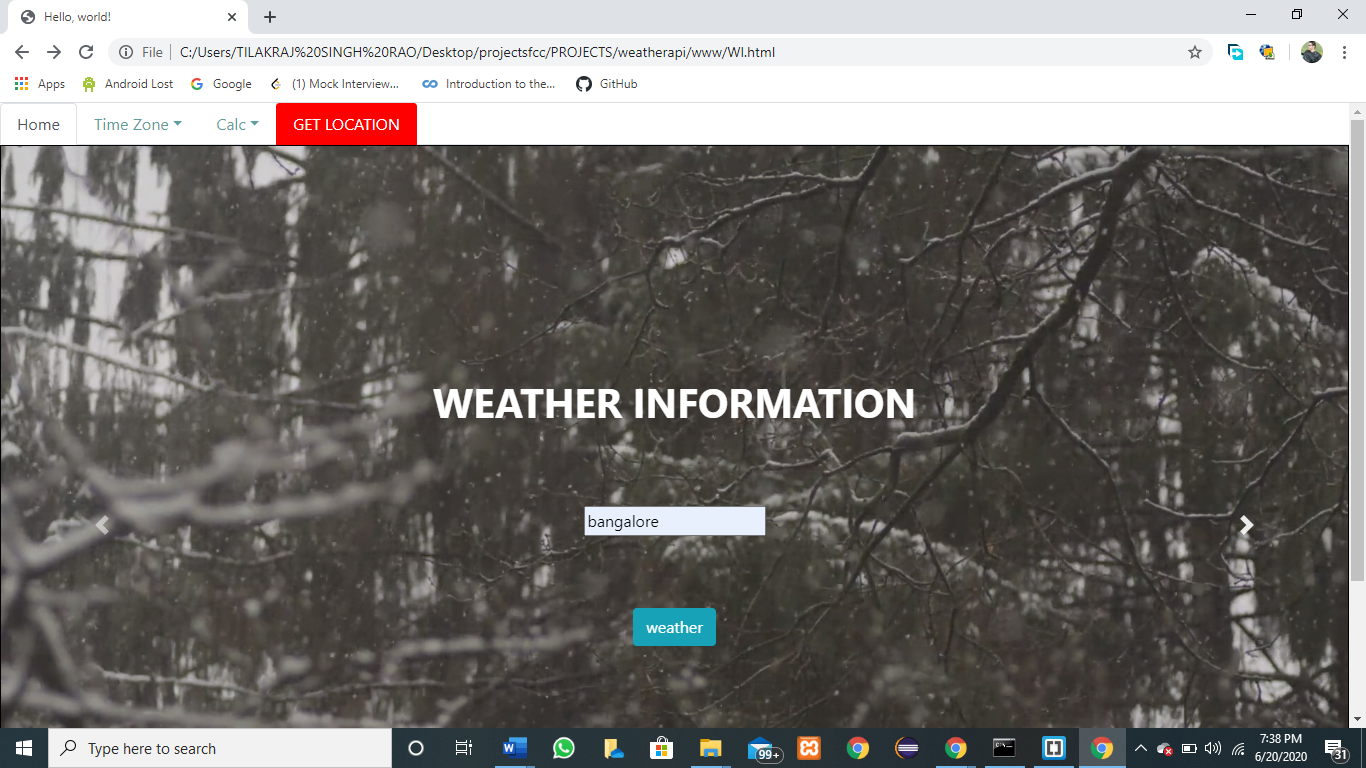 Hello, world!
File
C:/Users/TILAKRAJ%20SINGH%20RAO/Desktop/projectsfcc/PROJECTS/weatherapi/www/WI.html
Apps Android Lost Google (1) Mock Interview... Introduction to the... GitHub
Home Time Zone Calc GET LOCATION
WEATHER INFORMATION
bangalore
weather
Type here to search
99+
7:38 PM
6/20/2020
31